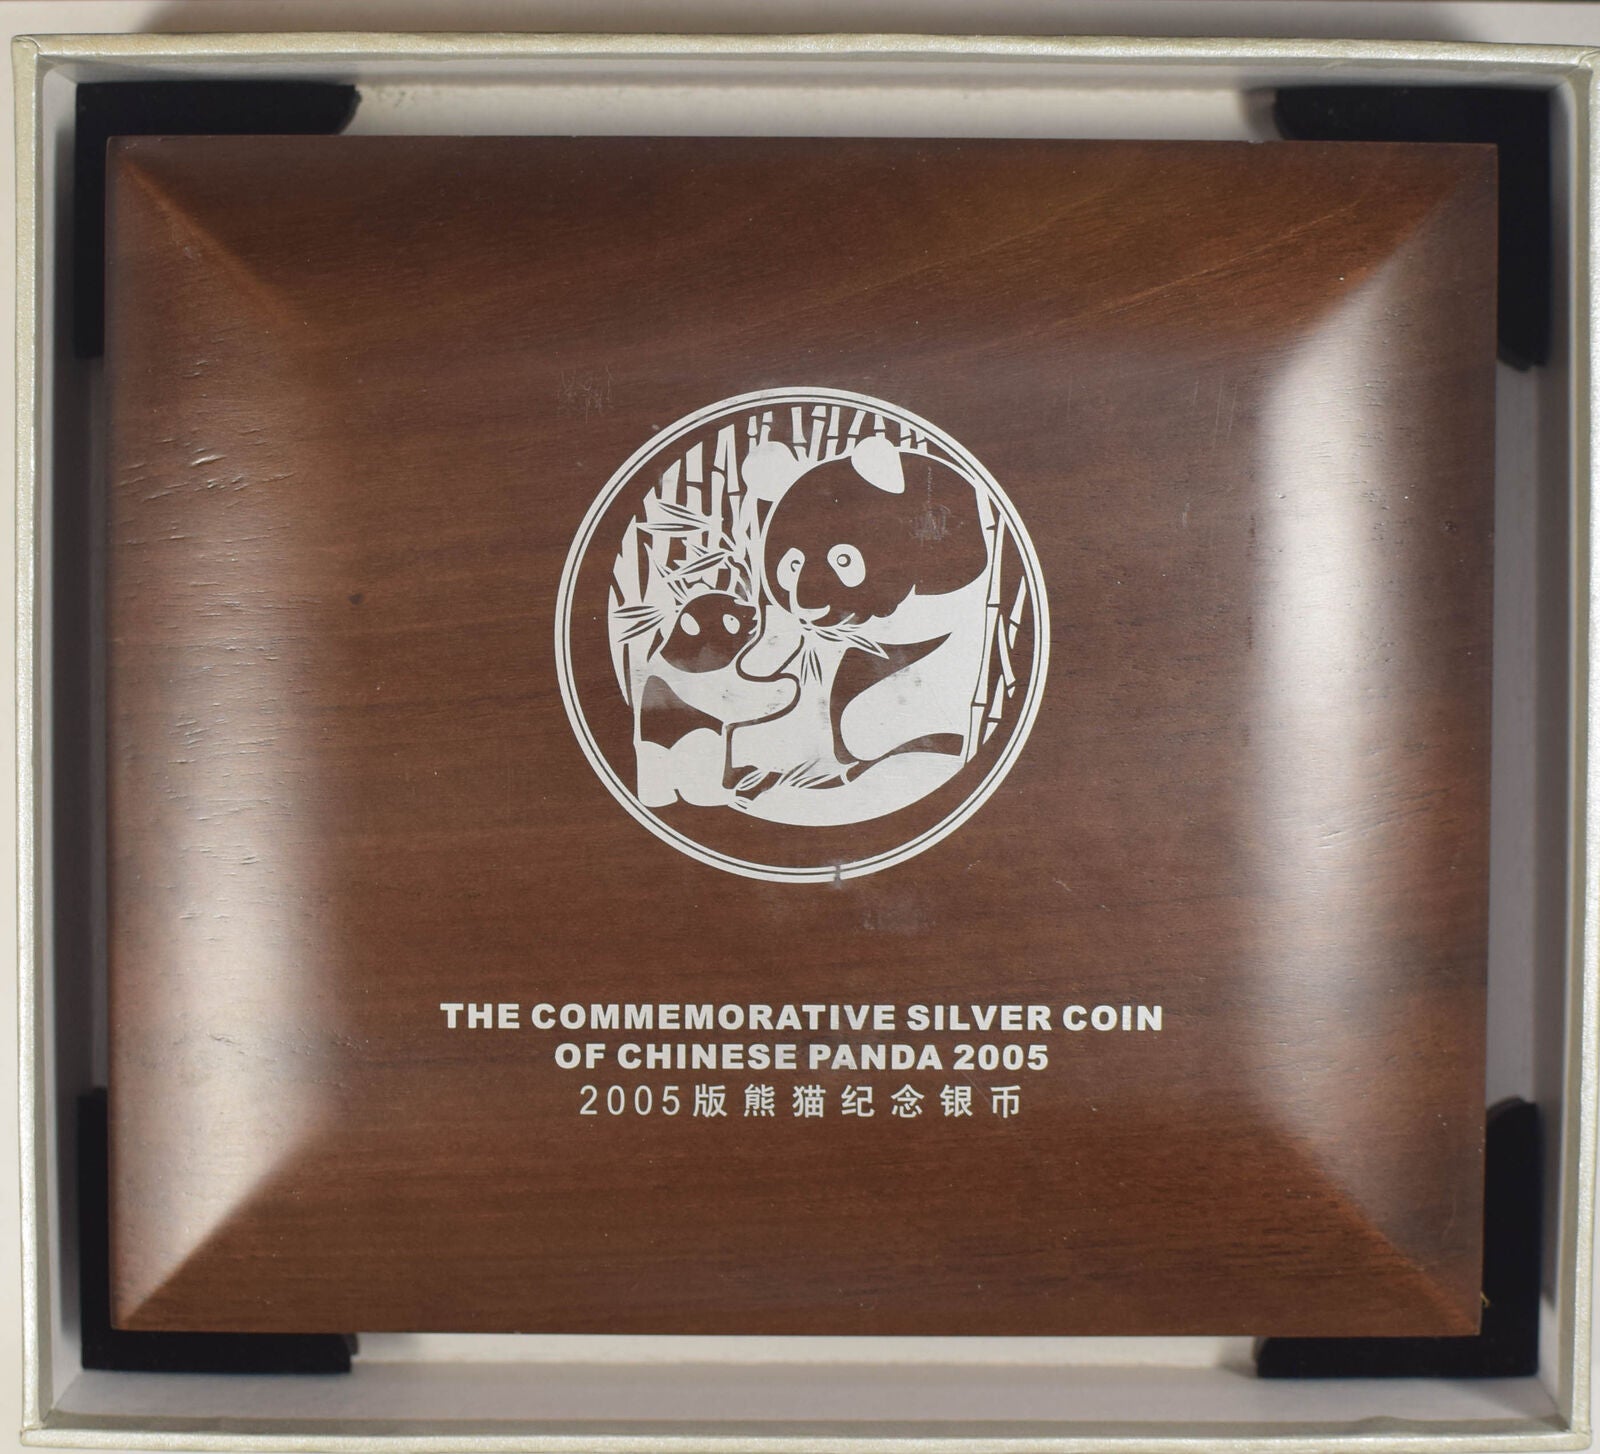 THE COMMEMORATIVE SILVER COIN
OF CHINESE PANDA 2005
2005版熊猫纪念银币